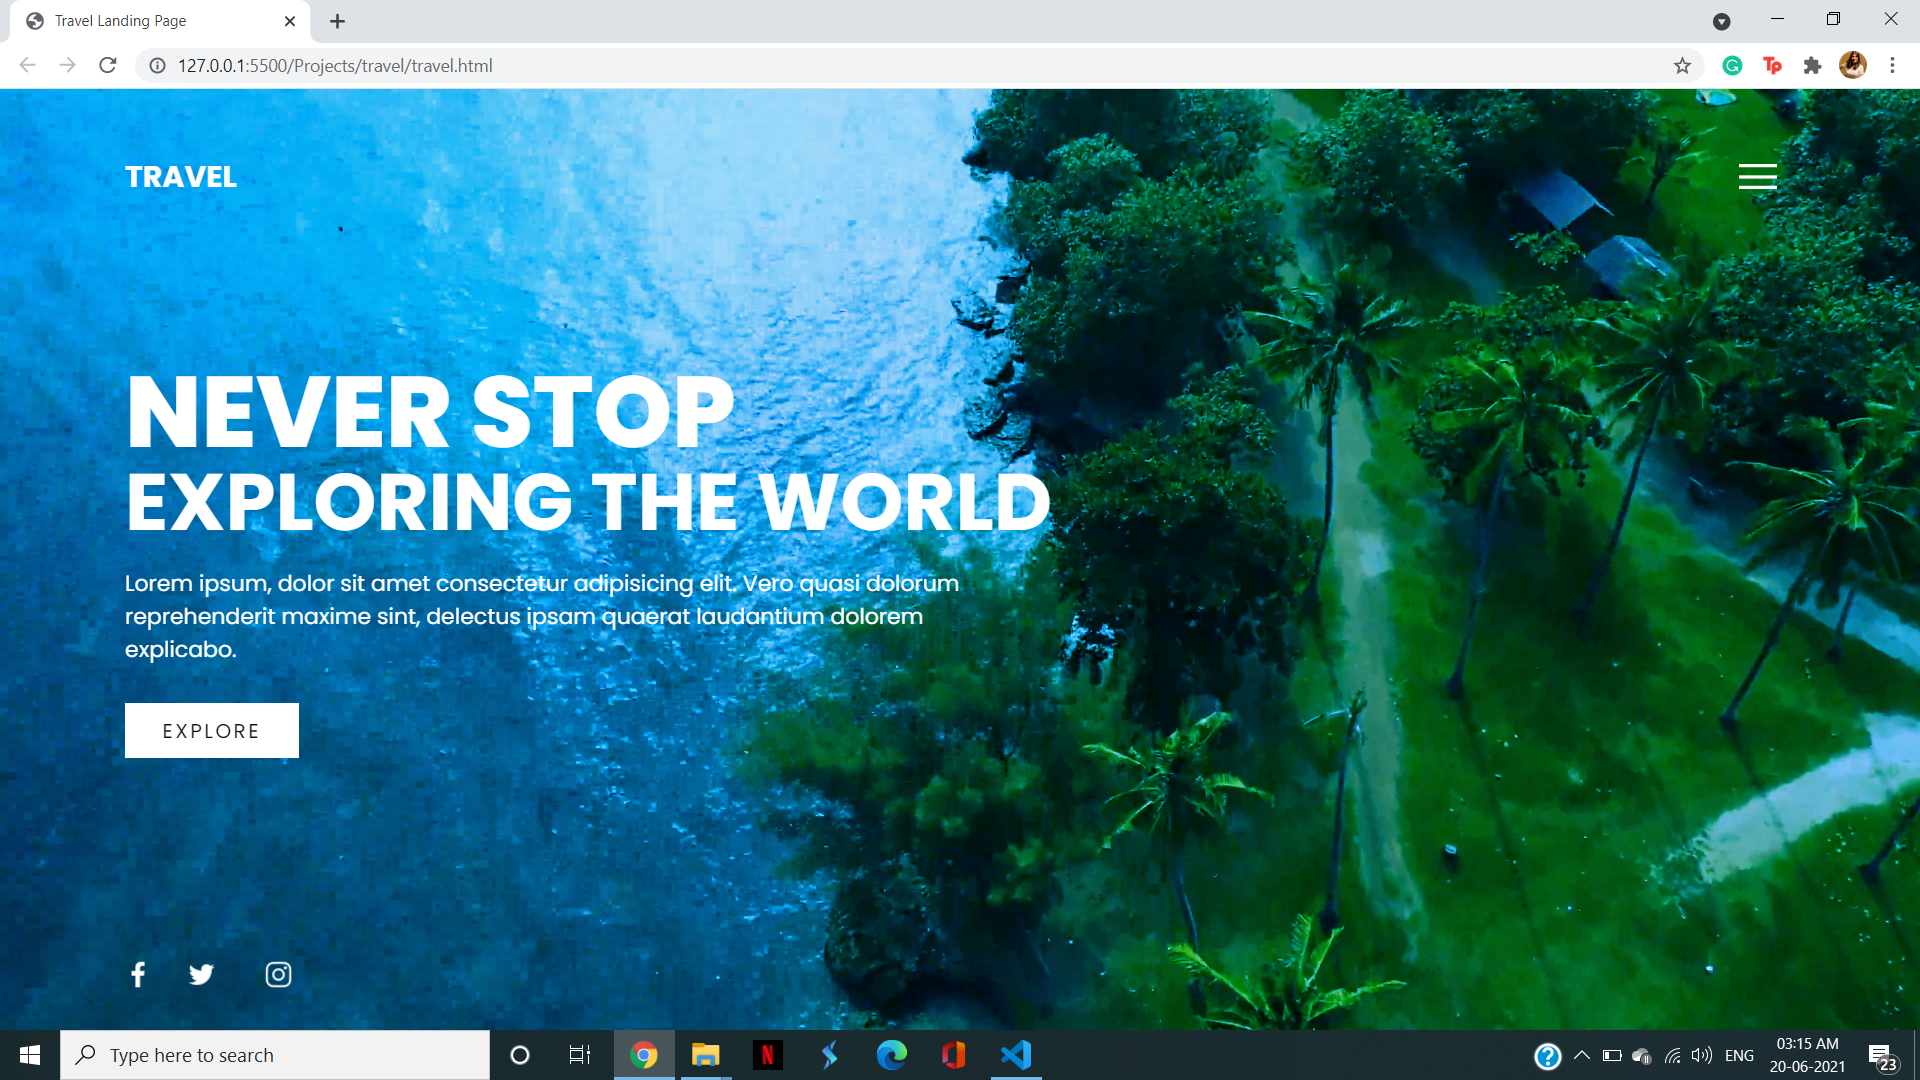 Travel Landing Page
127.0.0.1:5500/Projects/travel/travel.html
TRAVEL
NEVER STOP
EXPLORING THE WORLD
Lorem ipsum, dolor sit amet consectetur adipisicing elit. Vero quasi dolorum
reprehenderit maxime sint, delectus ipsam quaerat laudantium dolorem
explicabo.
EXPLORE
Type here to search
ENG
03:15 AM
20-06-2021
23